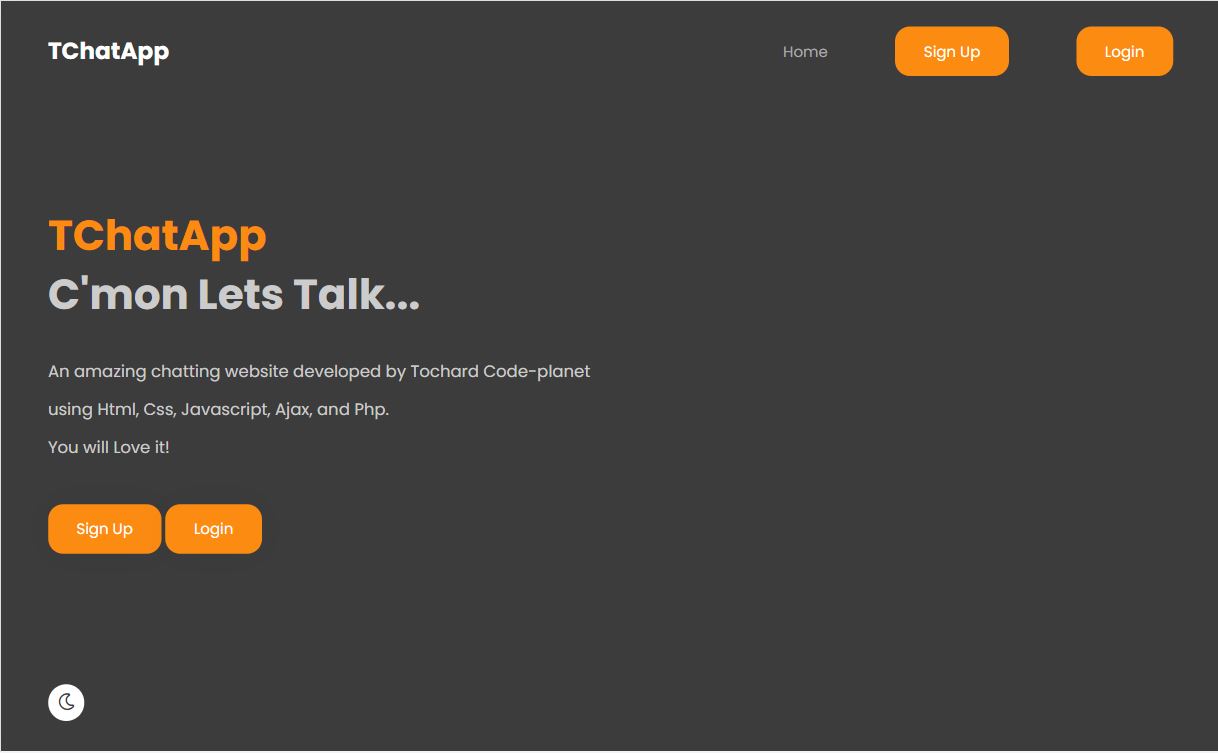 TChatApp
Home
Sign Up
Login
TChatApp
C'mon Lets Talk...
An amazing chatting website developed by Tochard Code-planet
using Html, Css, Javascript, Ajax, and Php.
You will Love it!
Sign Up
Login